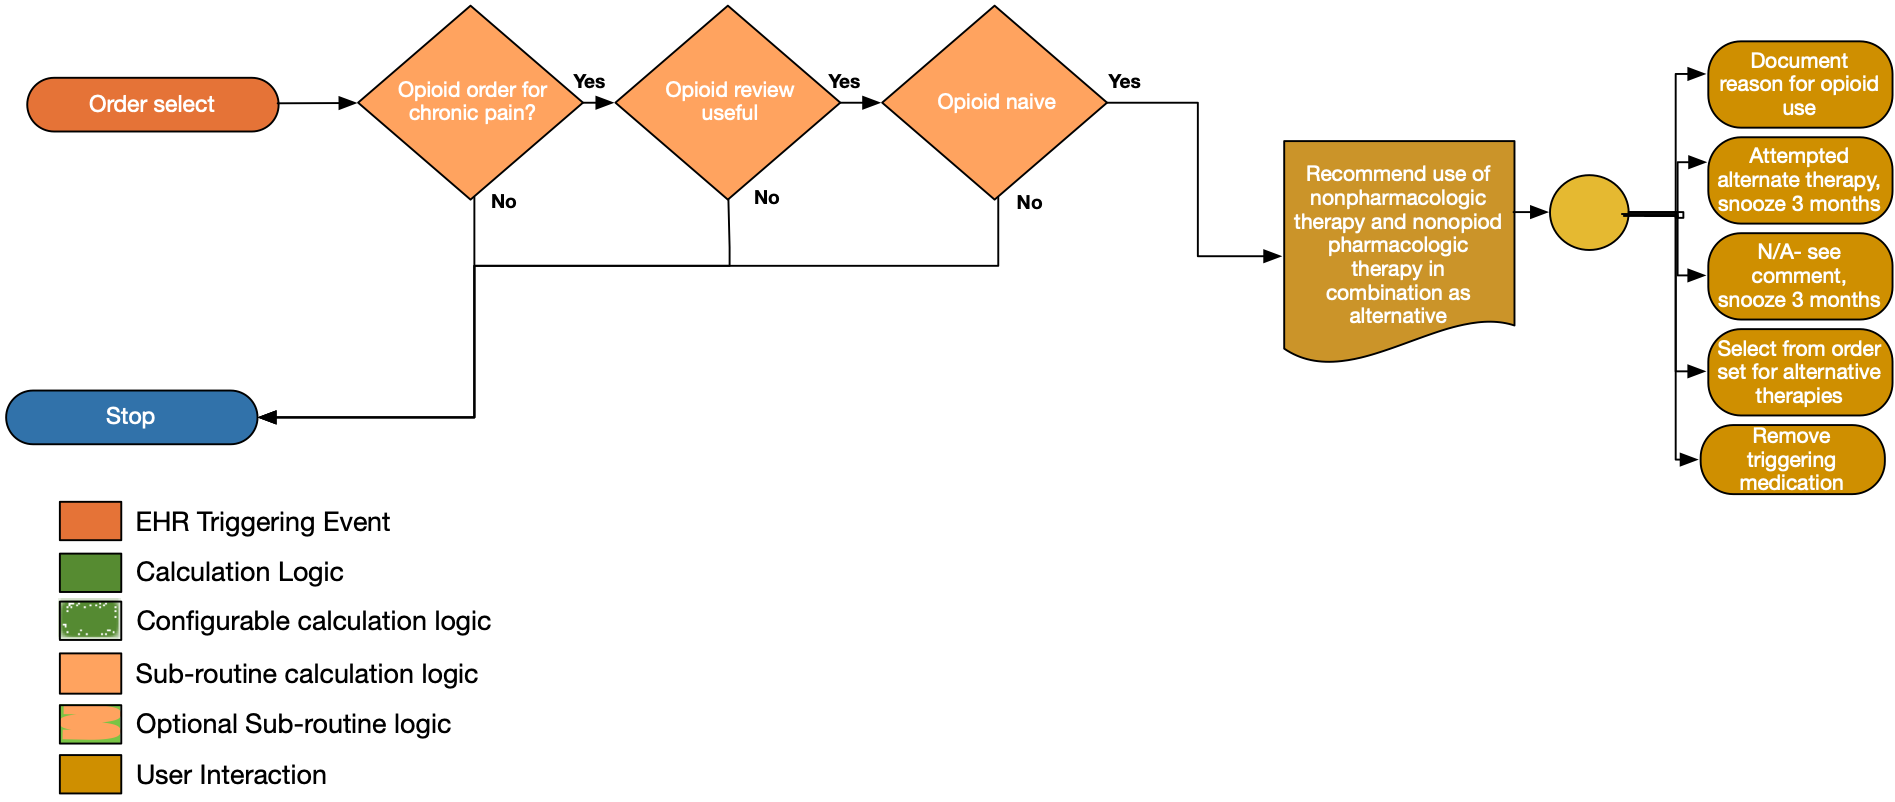 Order select
Opioid order for
chronic pain?
Yes
No
Opioid review
useful
Yes
No
Opioid naive
Yes
No
Recommend use of
nonpharmacologic
therapy and nonopiod
pharmacologic
therapy in
combination as
alternative
Document
reason for opioid
use
Attempted
alternate therapy,
snooze 3 months
N/A- see
comment,
snooze 3 months
Select from order
set for alternative
therapies
Remove
triggering
medication
Stop
EHR Triggering Event
Calculation Logic
Configurable calculation logic
Sub-routine calculation logic
Optional Sub-routine logic
User Interaction